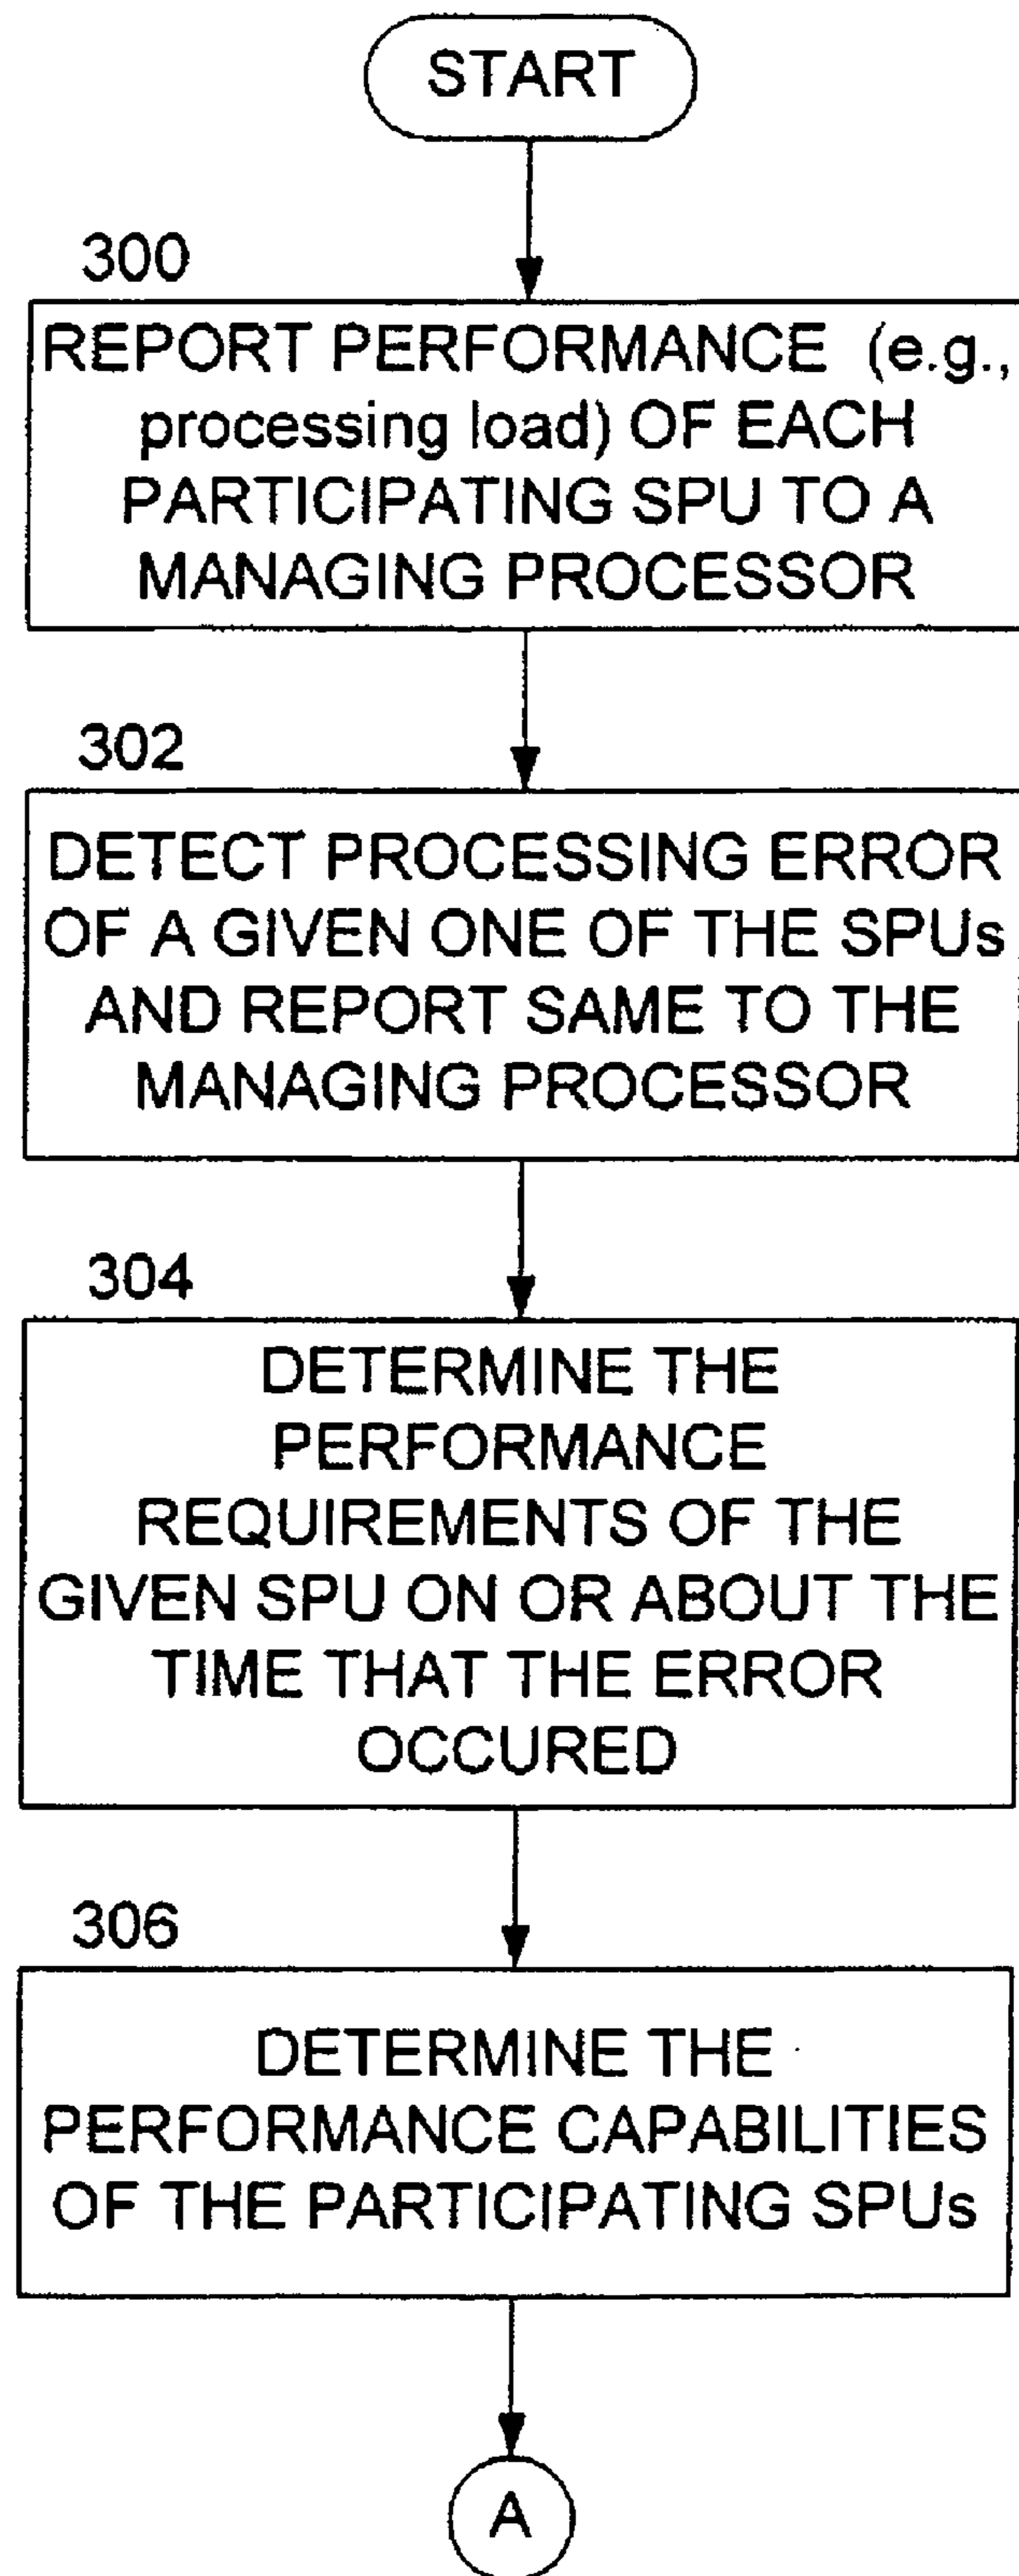 START
300
REPORT PERFORMANCE (e.g.,
processing load) OF EACH
PARTICIPATING SPU TO A
MANAGING PROCESSOR
302
DETECT PROCESSING ERROR
OF A GIVEN ONE OF THE SPUs
AND REPORT SAME TO THE
MANAGING PROCESSOR
304
DETERMINE THE
PERFORMANCE
REQUIREMENTS OF THE
GIVEN SPU ON OR ABOUT THE
TIME THAT THE ERROR
OCCURED
306
DETERMINE THE
PERFORMANCE CAPABILITIES
OF THE PARTICIPATING SPUs
A